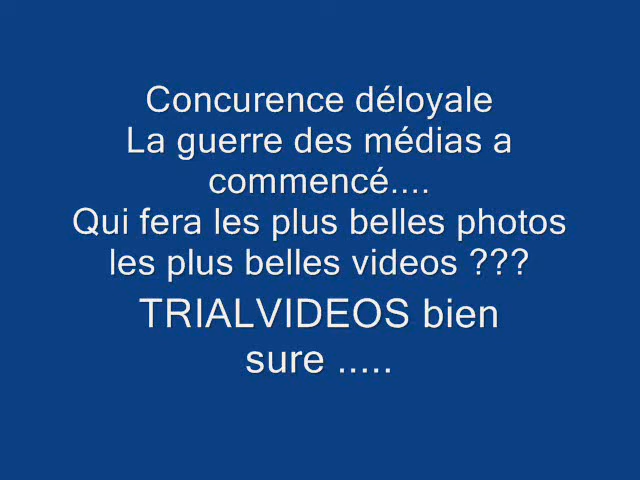 Concurence déloyale
La guerre des médias a
commencé....
Qui fera les plus belles photos
les plus belles videos ???
TRIALVIDEOS bien
sure .....